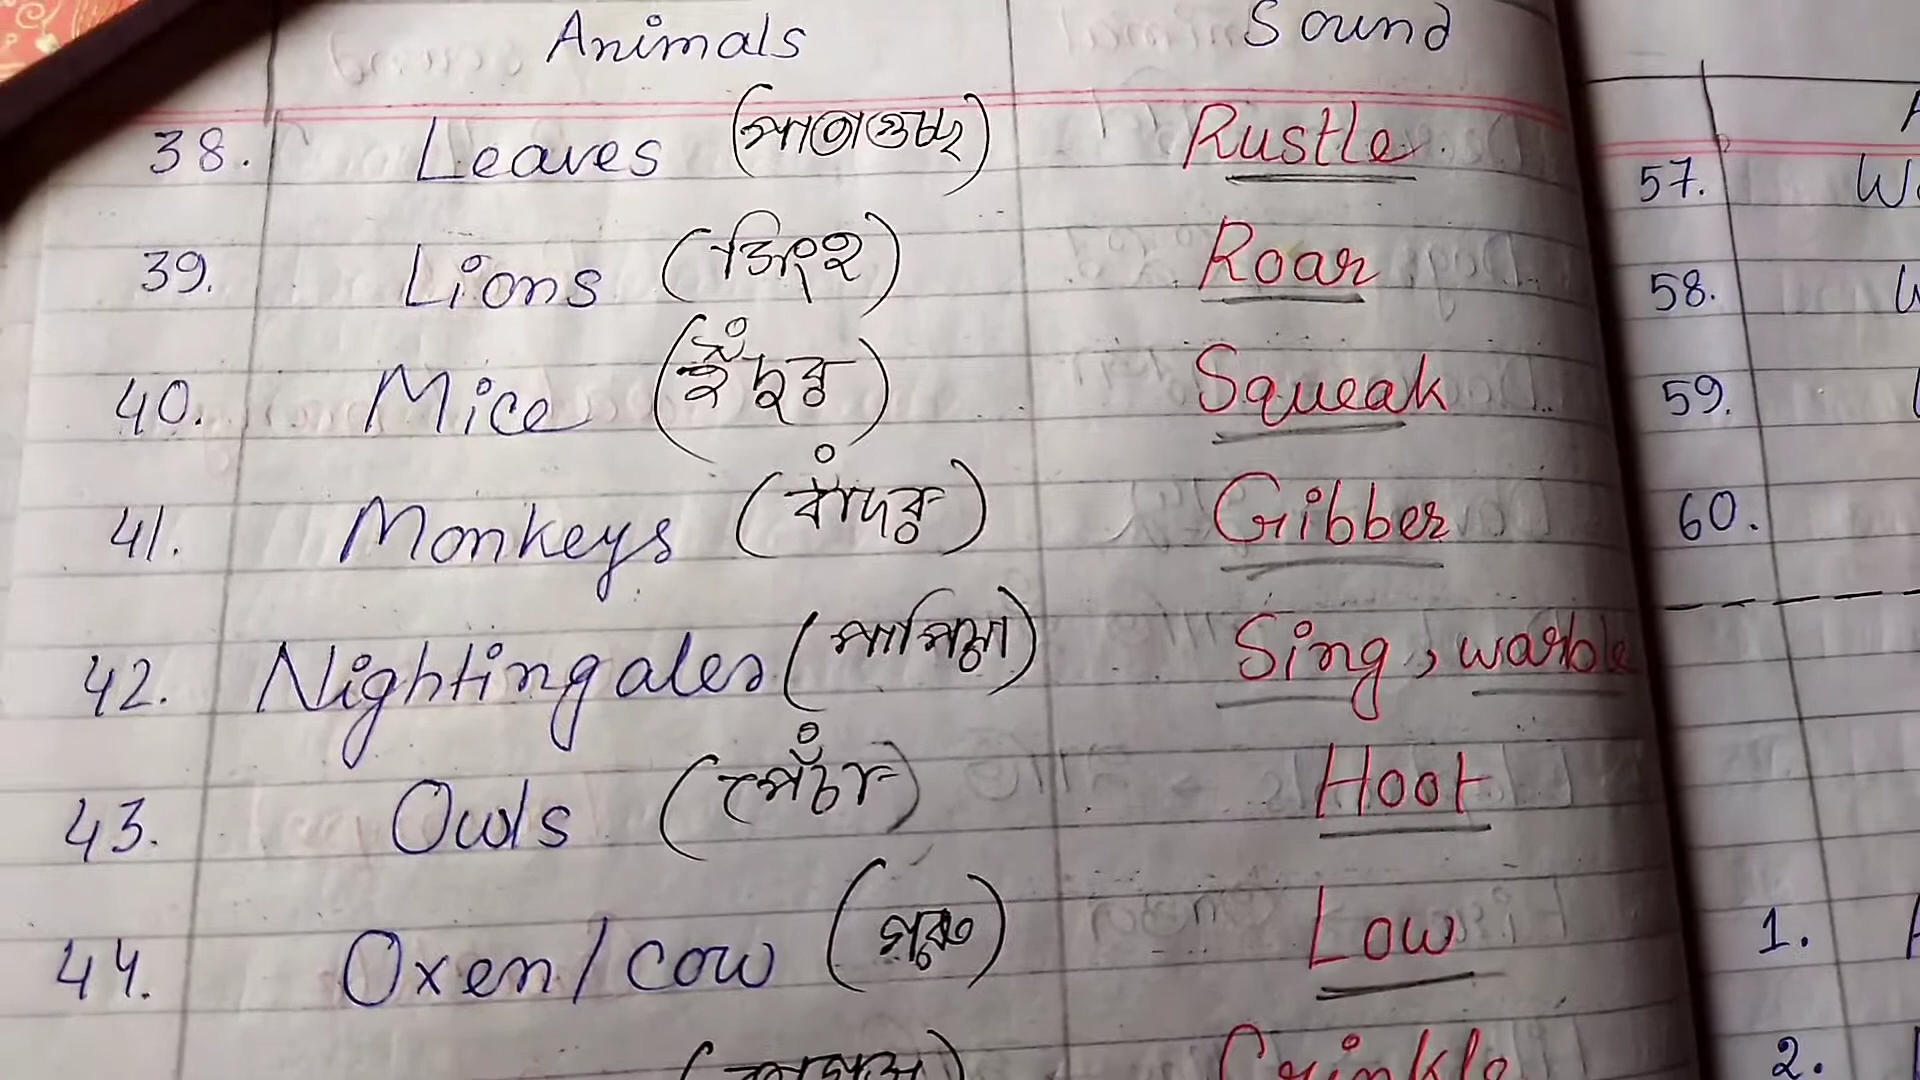 Animals Sound
38. Leaves (পাতাগুচ্ছ) Rustle
39. Lions (সিংহ) Roar
40. Mice (ইঁদুর) Squeak
41. Monkeys (বাঁদর) Gibber
42. Nightingales (পাপিয়া) Sing, warble
43. Owls (পেঁচা) Hoot
44. Oxen/cow (গরু) Low
Crinkle
57.
58.
59.
60.
1.
2.